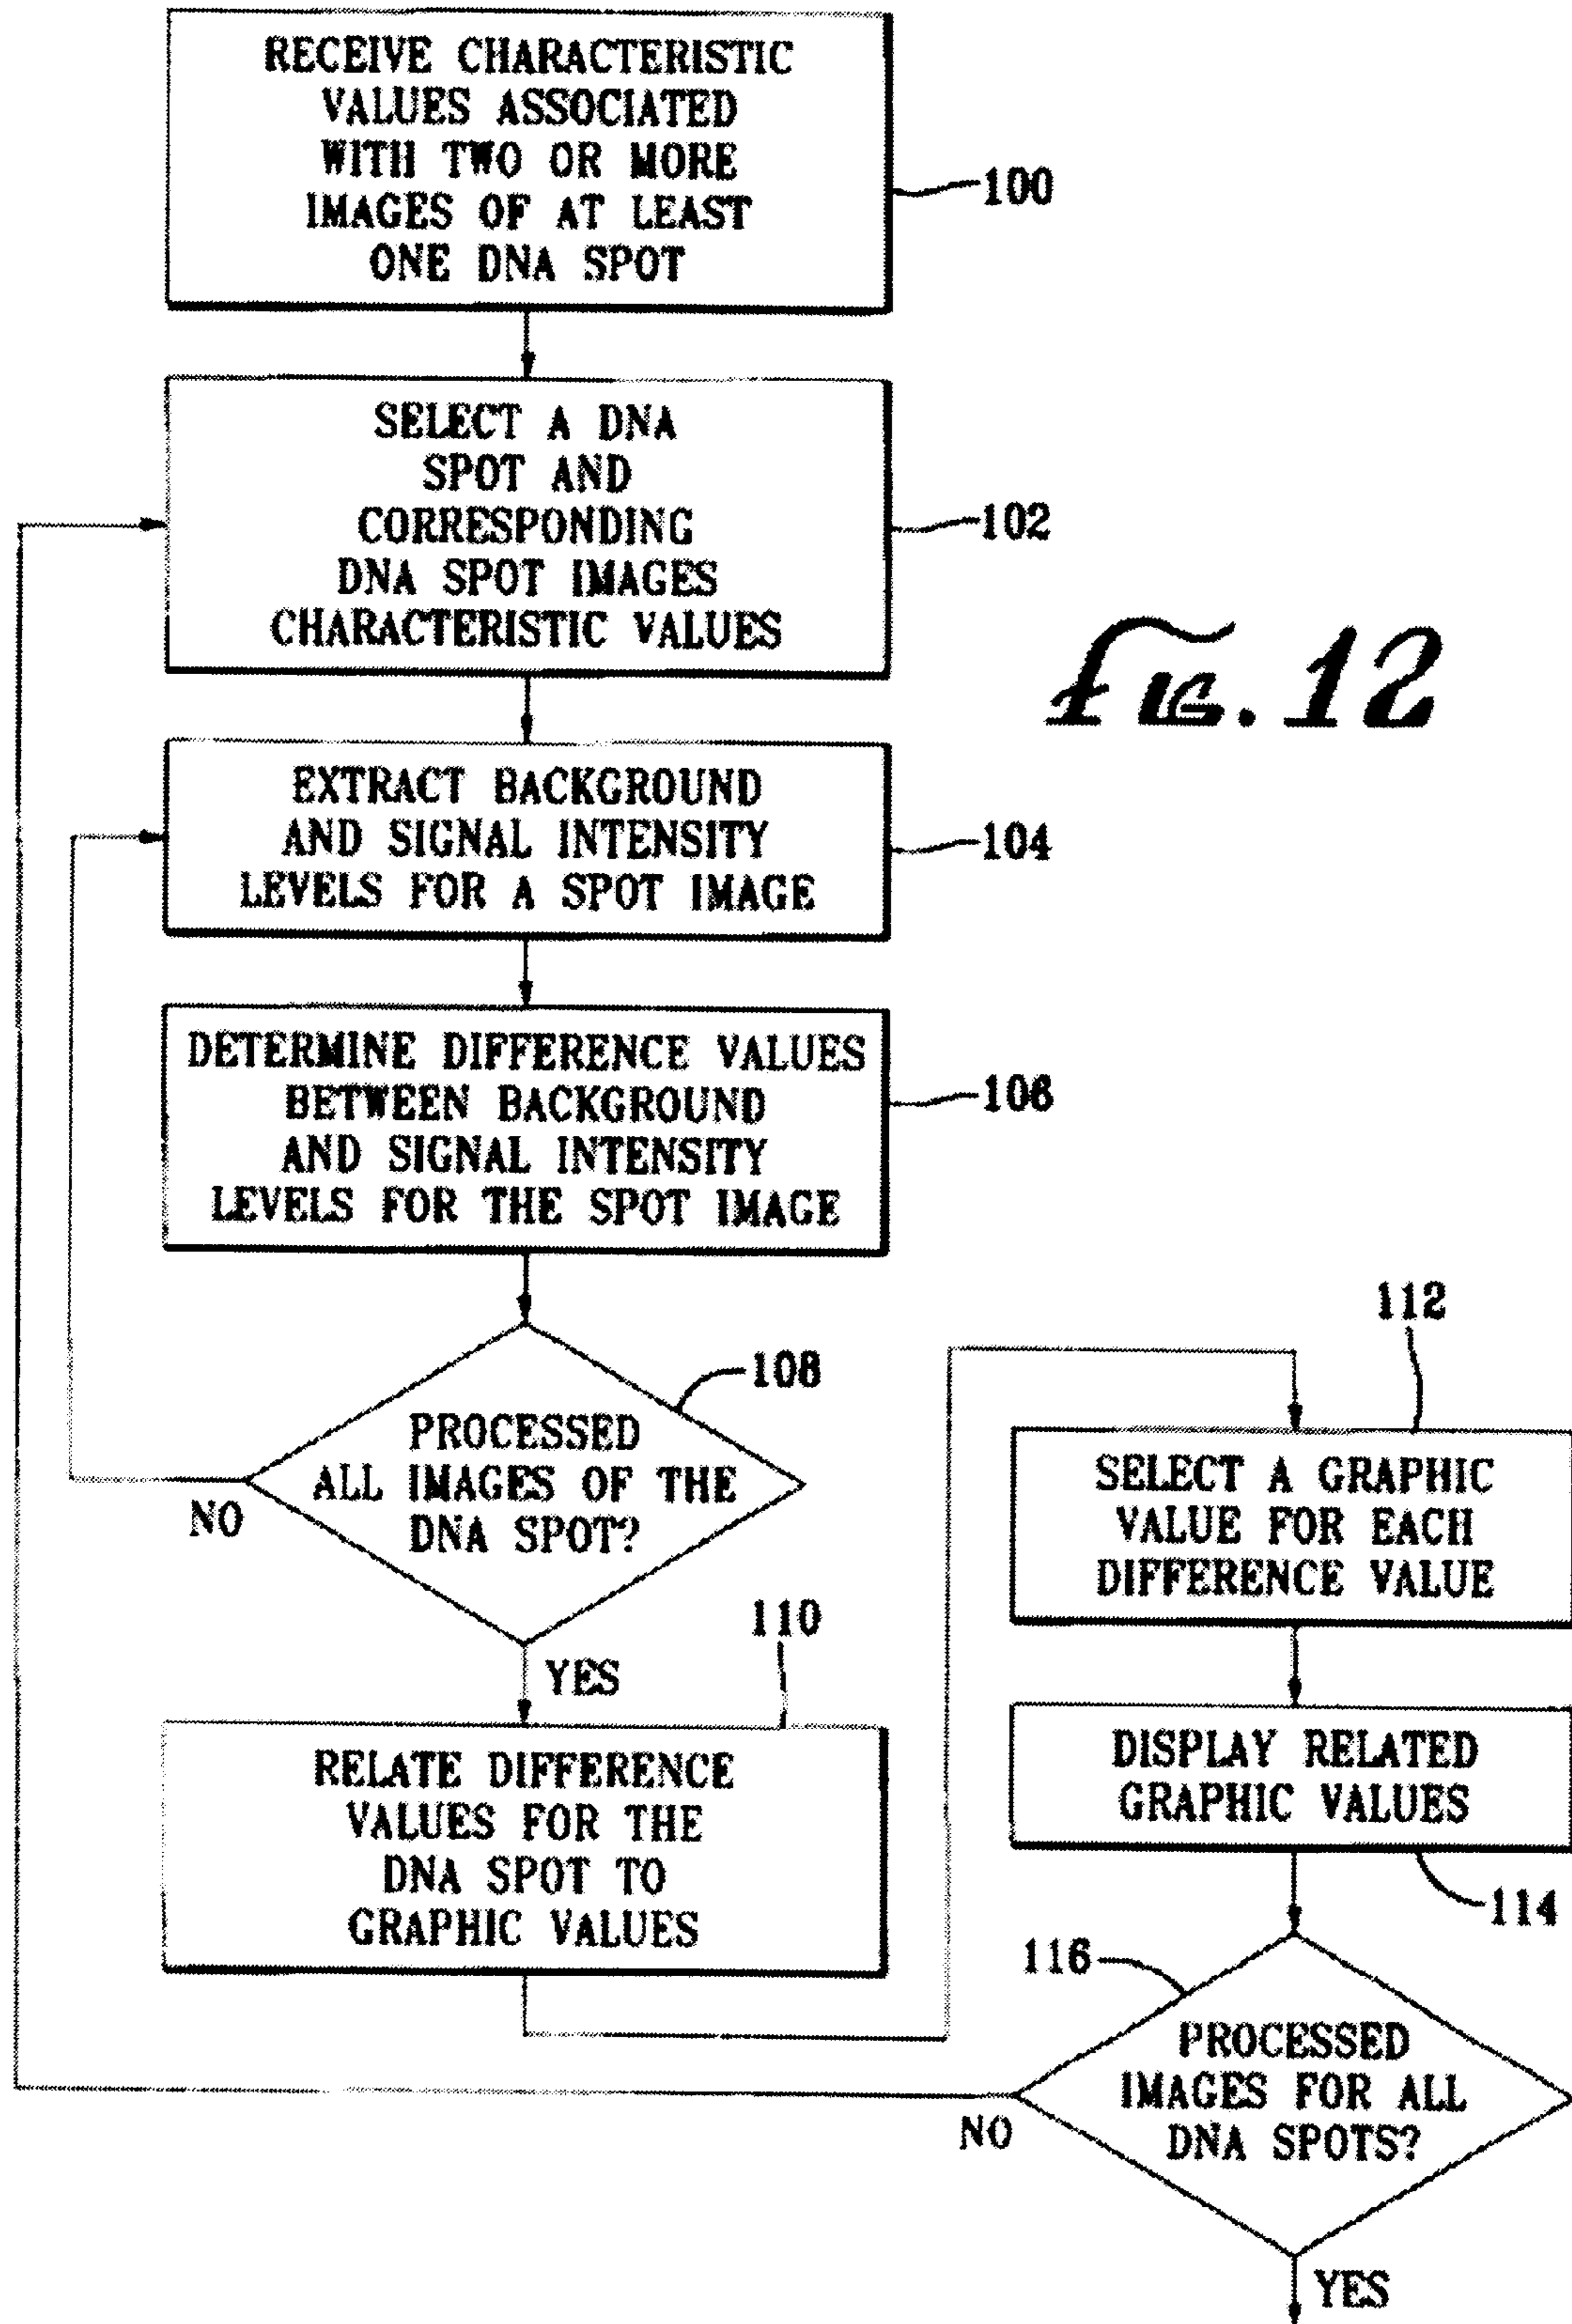 RECEIVE CHARACTERISTIC
VALUES ASSOCIATED
WITH TWO OR MORE
IMAGES OF AT LEAST
ONE DNA SPOT
100
SELECT A DNA
SPOT AND
CORRESPONDING
DNA SPOT IMAGES
CHARACTERISTIC VALUES
102
FIG. 12
EXTRACT BACKGROUND
AND SIGNAL INTENSITY
LEVELS FOR A SPOT IMAGE
104
DETERMINE DIFFERENCE VALUES
BETWEEN BACKGROUND
AND SIGNAL INTENSITY
LEVELS FOR THE SPOT IMAGE
106
108
PROCESSED
ALL IMAGES OF THE
DNA SPOT?
NO
YES
110
RELATE DIFFERENCE
VALUES FOR THE
DNA SPOT TO
GRAPHIC VALUES
112
SELECT A GRAPHIC
VALUE FOR EACH
DIFFERENCE VALUE
DISPLAY RELATED
GRAPHIC VALUES
114
116
PROCESSED
IMAGES FOR ALL
DNA SPOTS?
NO
YES